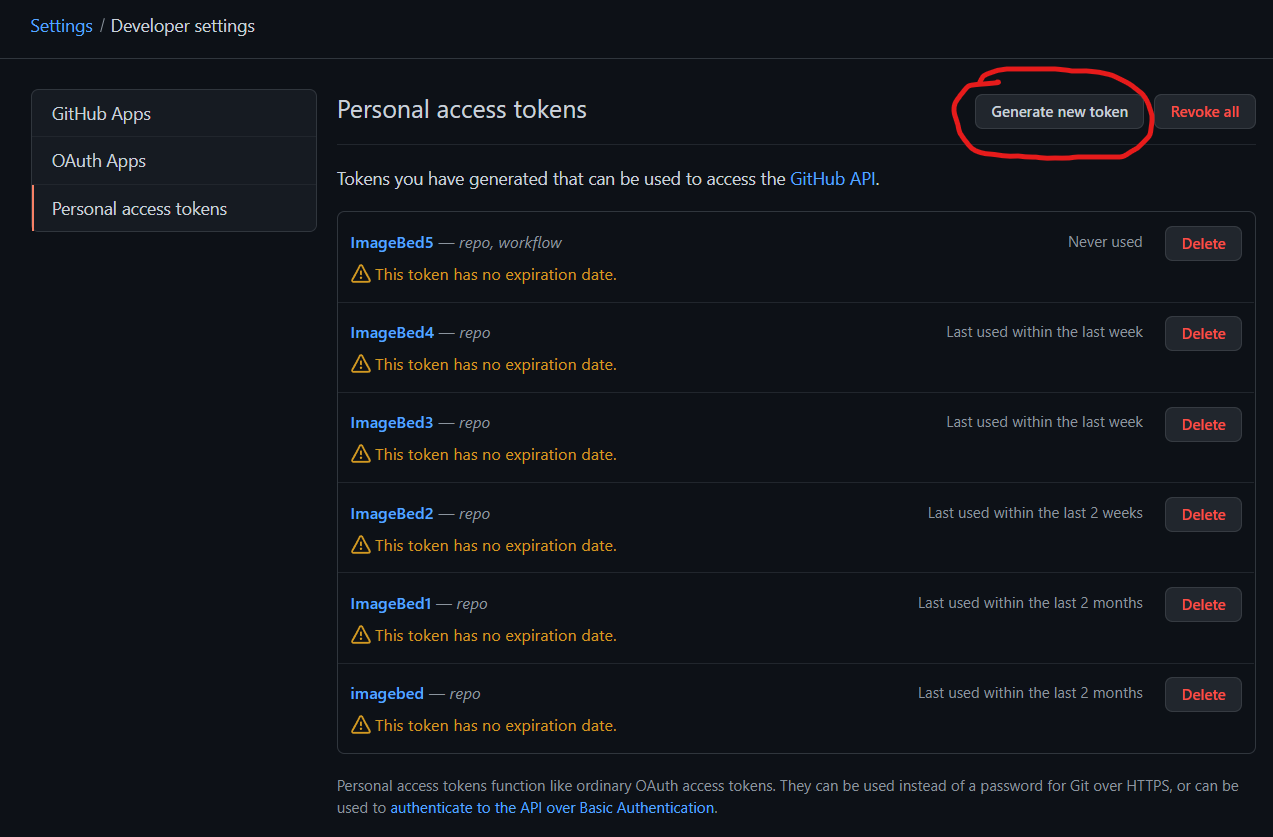 Settings / Developer settings
GitHub Apps
OAuth Apps
Personal access tokens
Personal access tokens
Generate new token
Revoke all
Tokens you have generated that can be used to access the GitHub API.
ImageBed5 — repo, workflow
Never used
Delete
This token has no expiration date.
ImageBed4 — repo
Last used within the last week
Delete
This token has no expiration date.
ImageBed3 — repo
Last used within the last week
Delete
This token has no expiration date.
ImageBed2 — repo
Last used within the last 2 weeks
Delete
This token has no expiration date.
ImageBed1 — repo
Last used within the last 2 months
Delete
This token has no expiration date.
imagebed — repo
Last used within the last 2 months
Delete
This token has no expiration date.
Personal access tokens function like ordinary OAuth access tokens. They can be used instead of a password for Git over HTTPS, or can be
used to authenticate to the API over Basic Authentication.